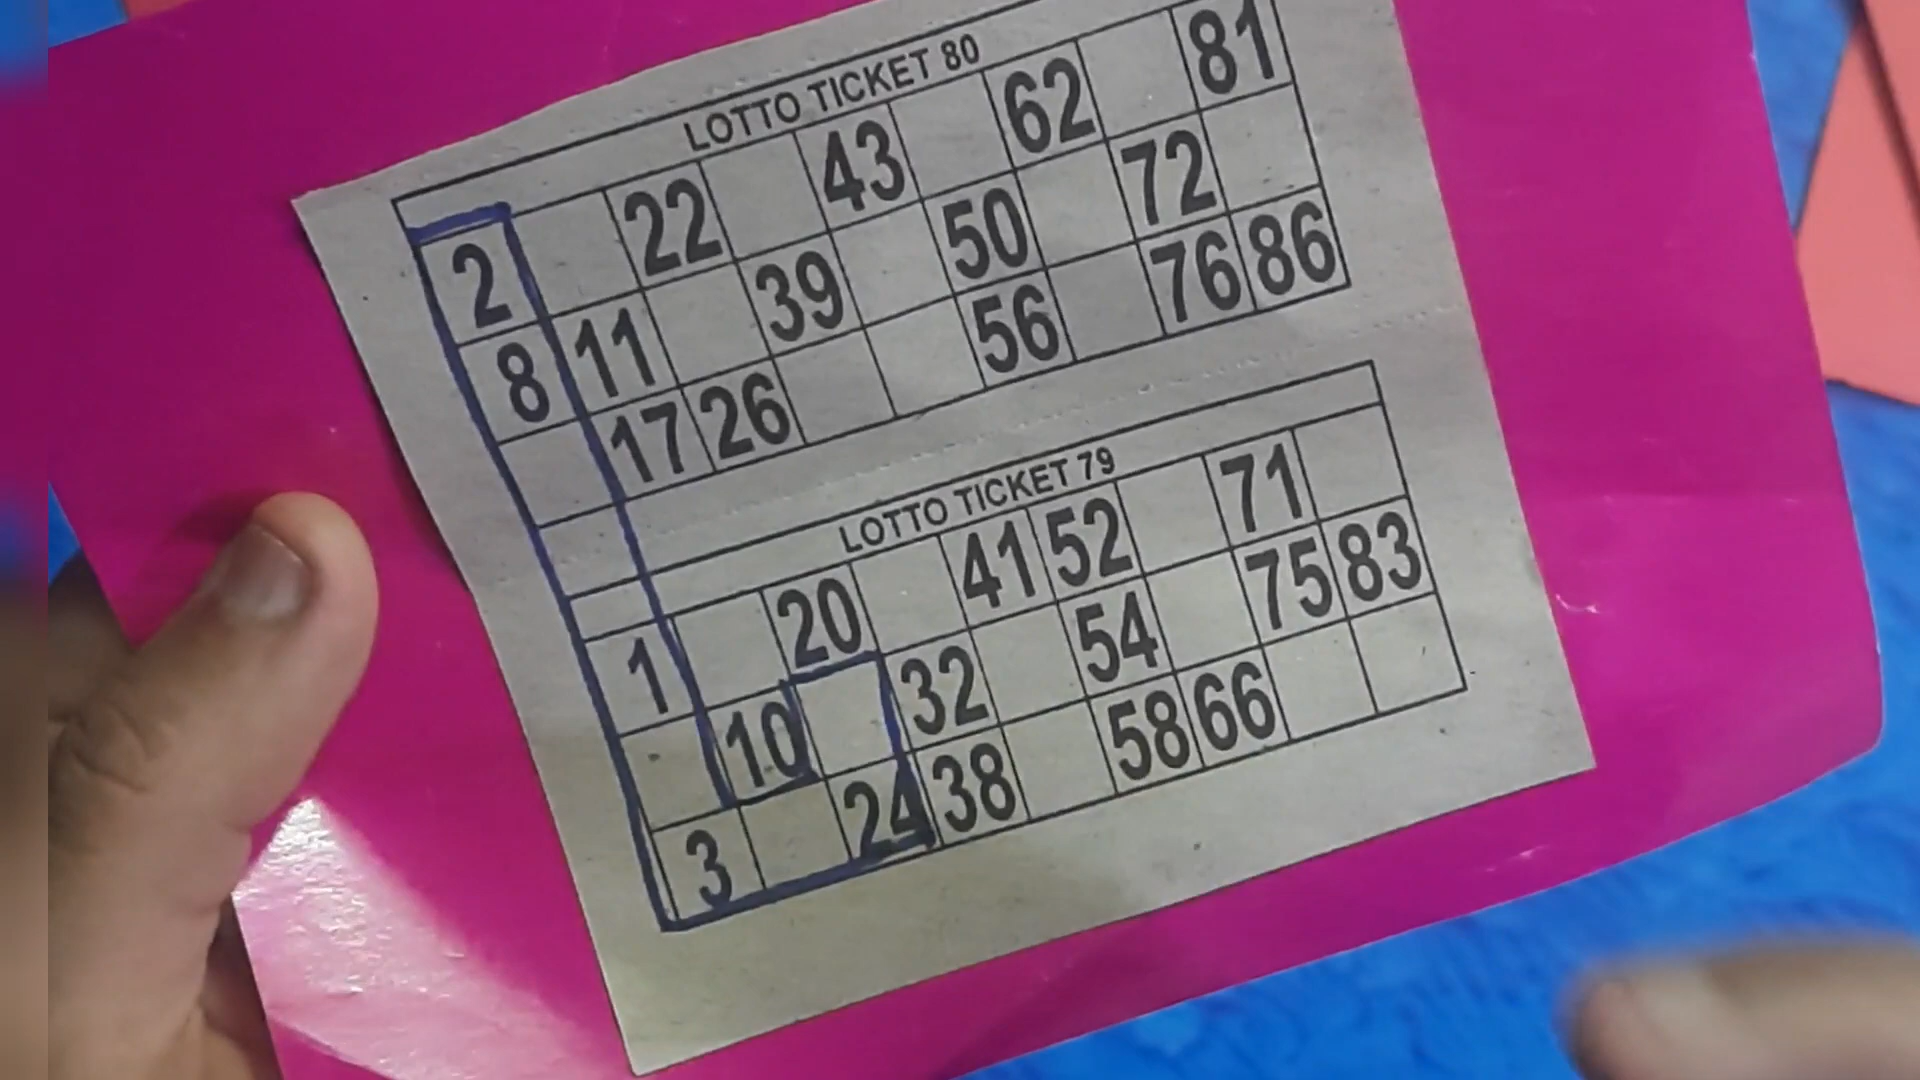 LOTTO TICKET 80
2 22 43 62 81
8 11 39 50 72
17 26 56 76 86
LOTTO TICKET 79
1 20 41 52 71
10 32 54 75 83
3 24 38 58 66